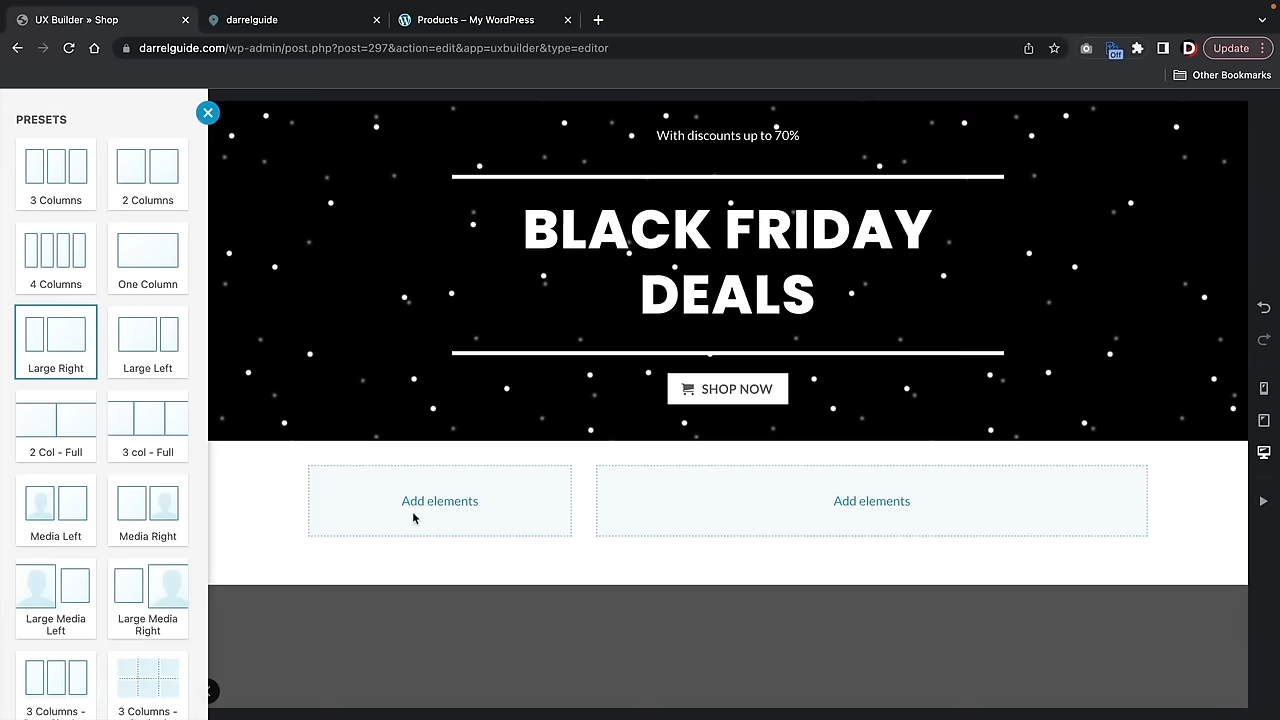 UX Builder » Shop
darrelguide
Products – My WordPress
darrelguide.com/wp-admin/post.php?post=297&action=edit&app=uxbuilder&type=editor
Off
D
Update
Other Bookmarks
PRESETS
3 Columns
2 Columns
4 Columns
One Column
Large Right
Large Left
2 Col - Full
3 col - Full
Media Left
Media Right
Large Media
Left
Large Media
Right
3 Columns -
3 Columns -
With discounts up to 70%
BLACK FRIDAY
DEALS
SHOP NOW
Add elements
Add elements